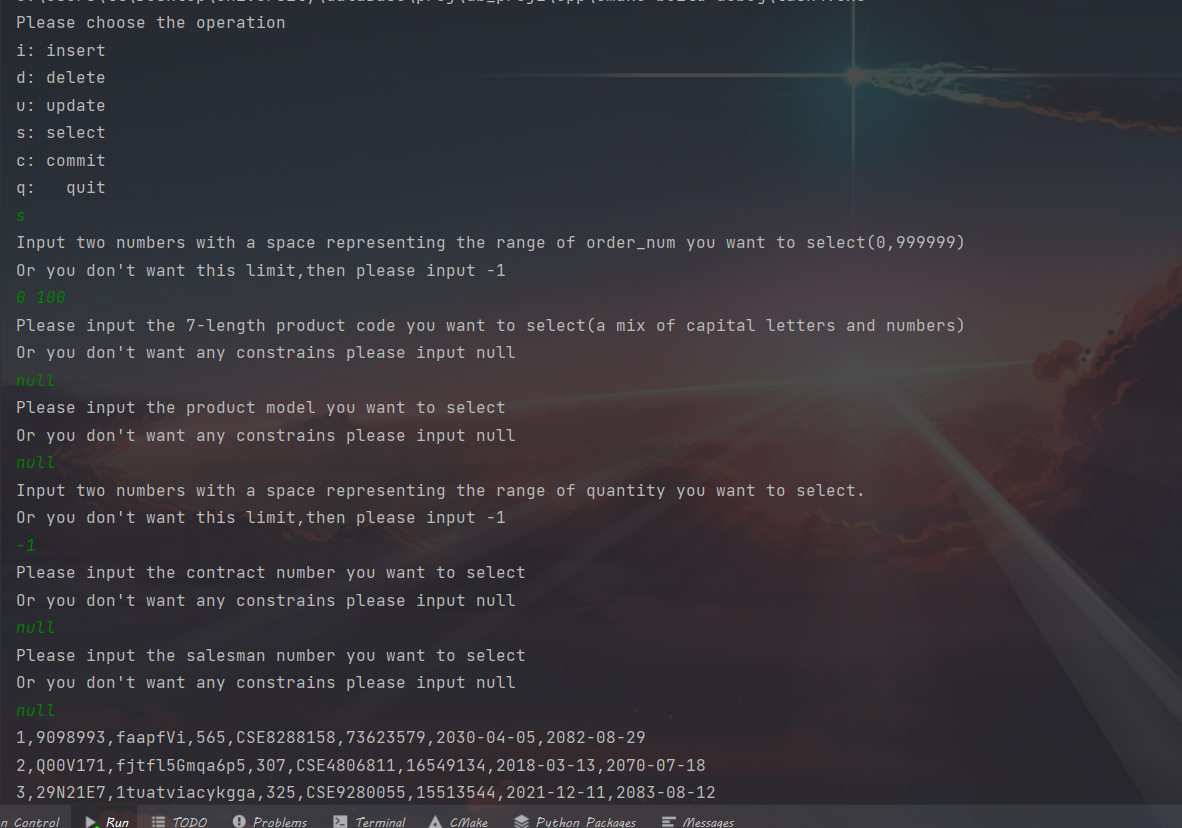 Please choose the operation
i: insert
d: delete
u: update
s: select
c: commit
q:   quit
s
Input two numbers with a space representing the range of order_num you want to select(0,999999)
Or you don't want this limit,then please input -1
0 100
Please input the 7-length product code you want to select(a mix of capital letters and numbers)
Or you don't want any constrains please input null
null
Please input the product model you want to select
Or you don't want any constrains please input null
null
Input two numbers with a space representing the range of quantity you want to select.
Or you don't want this limit,then please input -1
-1
Please input the contract number you want to select
Or you don't want any constrains please input null
null
Please input the salesman number you want to select
Or you don't want any constrains please input null
null
1,9098993,faapfVi,565,CSE8288158,73623579,2030-04-05,2082-08-29
2,Q00V171,fjtfl5Gmqa6p5,307,CSE4806811,16549134,2018-03-13,2070-07-18
3,29N21E7,1tuatviacykgga,325,CSE9280055,15513544,2021-12-11,2083-08-12
n Control Run TODO Problems Terminal CMake Python Packages Messages